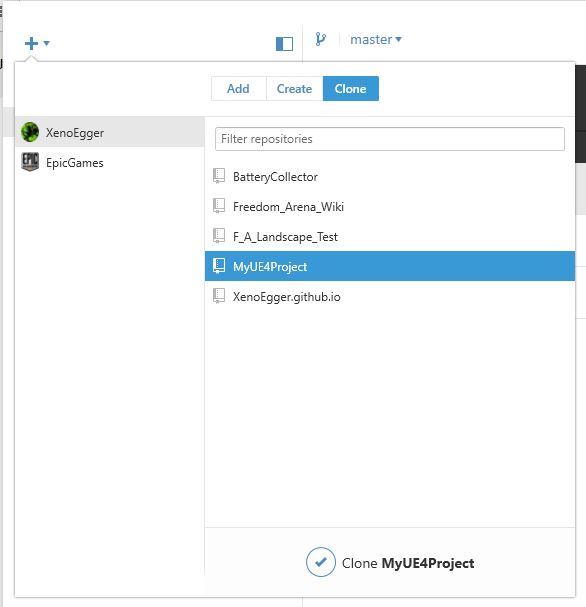 master
Add Create Clone
XenoEgger
EpicGames
Filter repositories
BatteryCollector
Freedom_Arena_Wiki
F_A_Landscape_Test
MyUE4Project
XenoEgger.github.io
Clone MyUE4Project